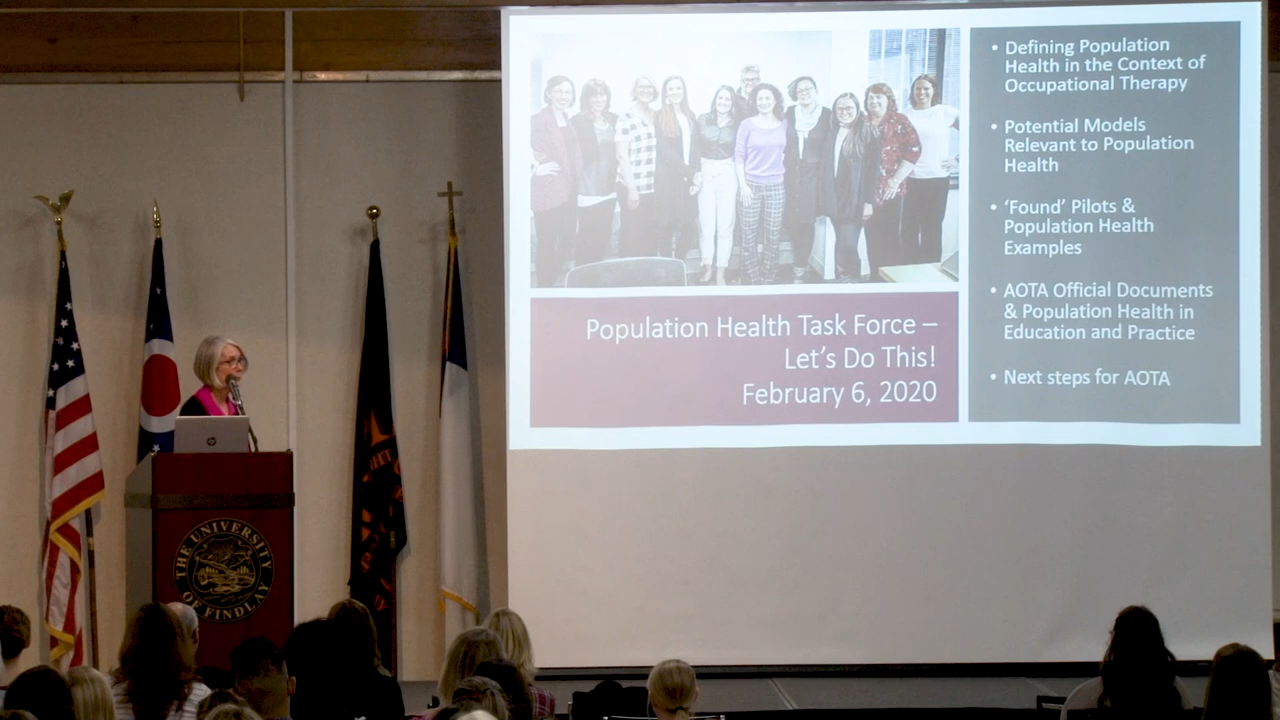 • Defining Population
Health in the Context of
Occupational Therapy
• Potential Models
Relevant to Population
Health
• ‘Found’ Pilots &
Population Health
Examples
• AOTA Official Documents
& Population Health in
Education and Practice
• Next steps for AOTA
Population Health Task Force –
Let’s Do This!
February 6, 2020
hp
THE UNIVERSITY
OF FINDLAY